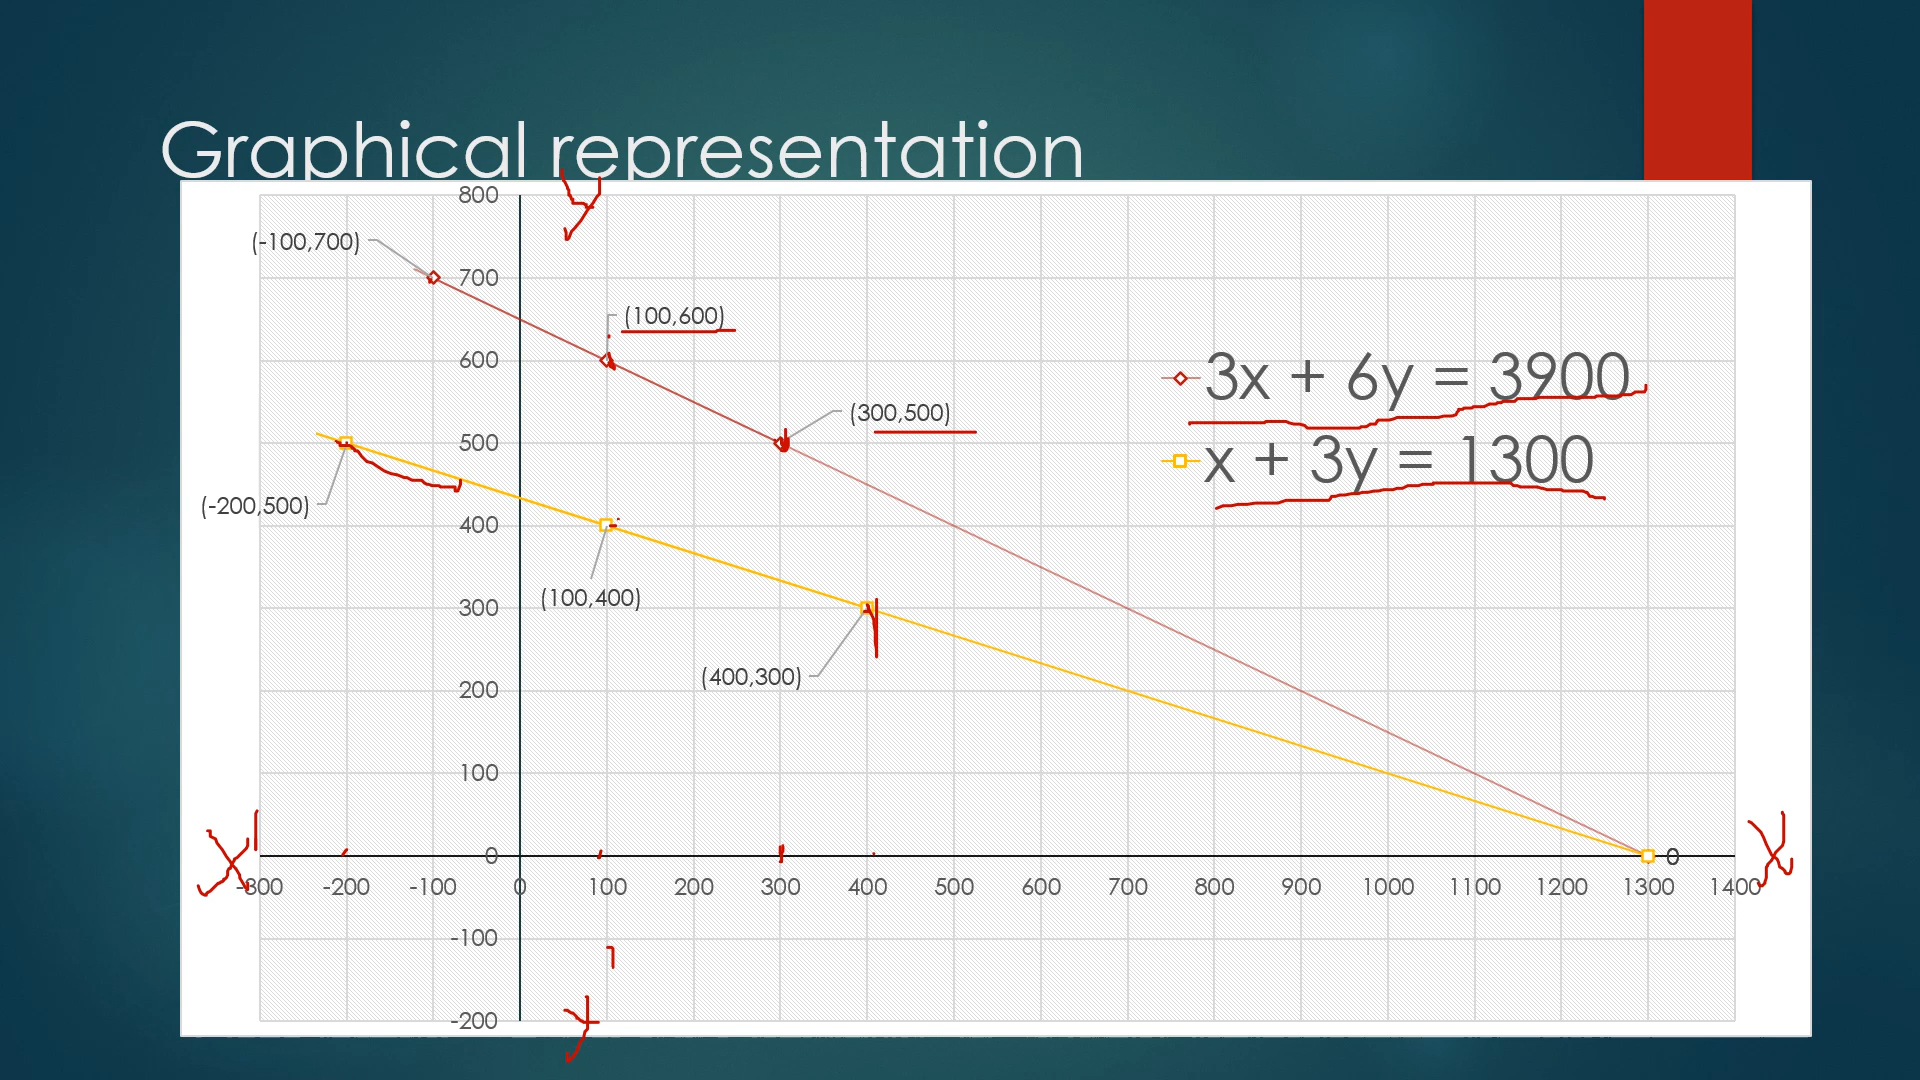 Graphical representation
y
800
(-100,700)
700
(100,600)
600
3x + 6y = 3900
(300,500)
500
x + 3y = 1300
(-200,500)
400
(100,400)
300
(400,300)
200
100
X'
0
0
X
-300 -200 -100 0 100 200 300 400 500 600 700 800 900 1000 1100 1200 1300 1400
-100
-200
y'